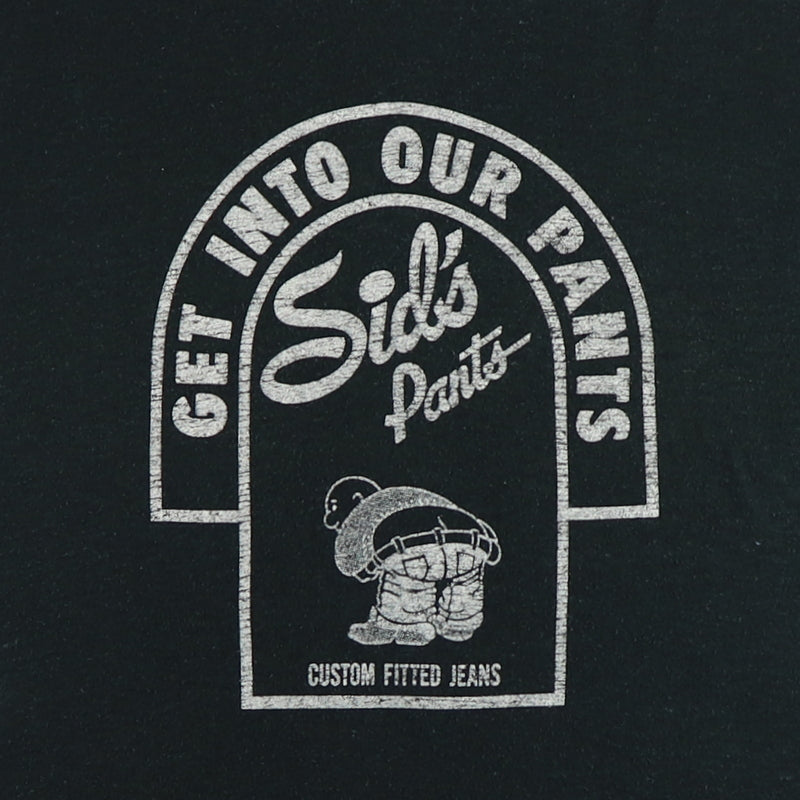 GET INTO OUR PANTS
Sid's
Pants
CUSTOM FITTED JEANS